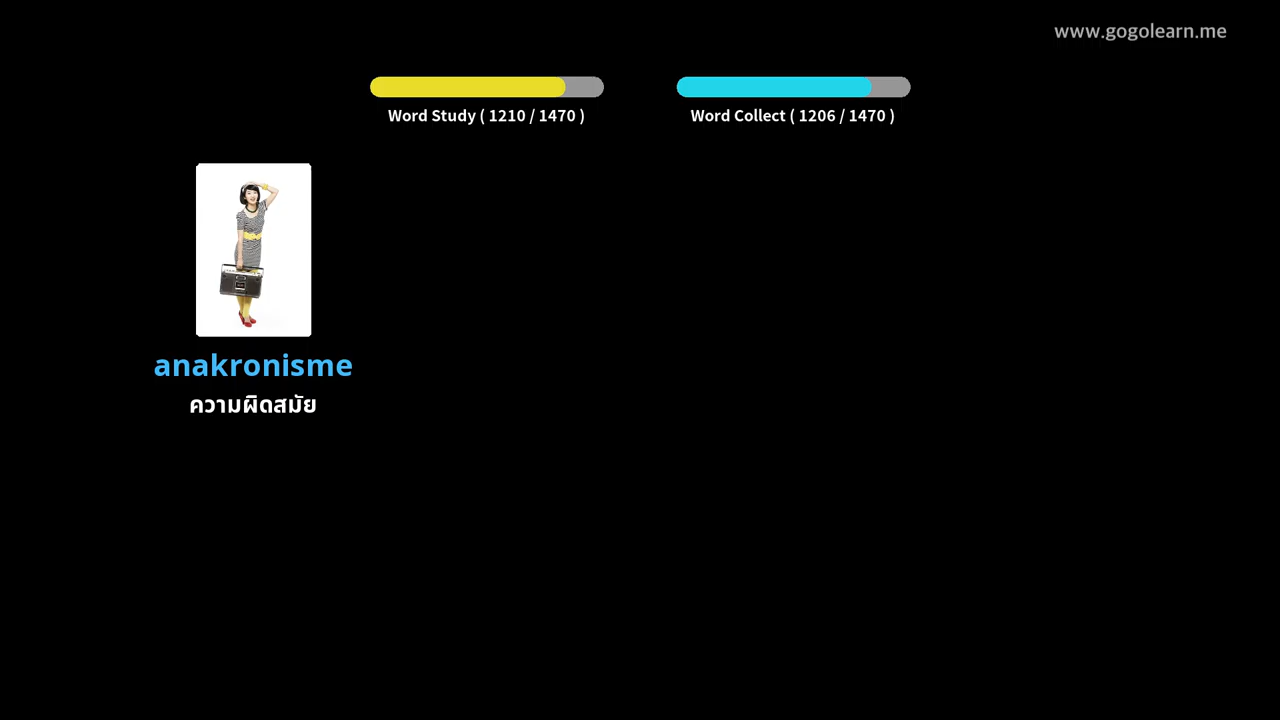 www.gogolearn.me
Word Study ( 1210 / 1470 )
Word Collect ( 1206 / 1470 )
anakronisme
ความผิดสมัย